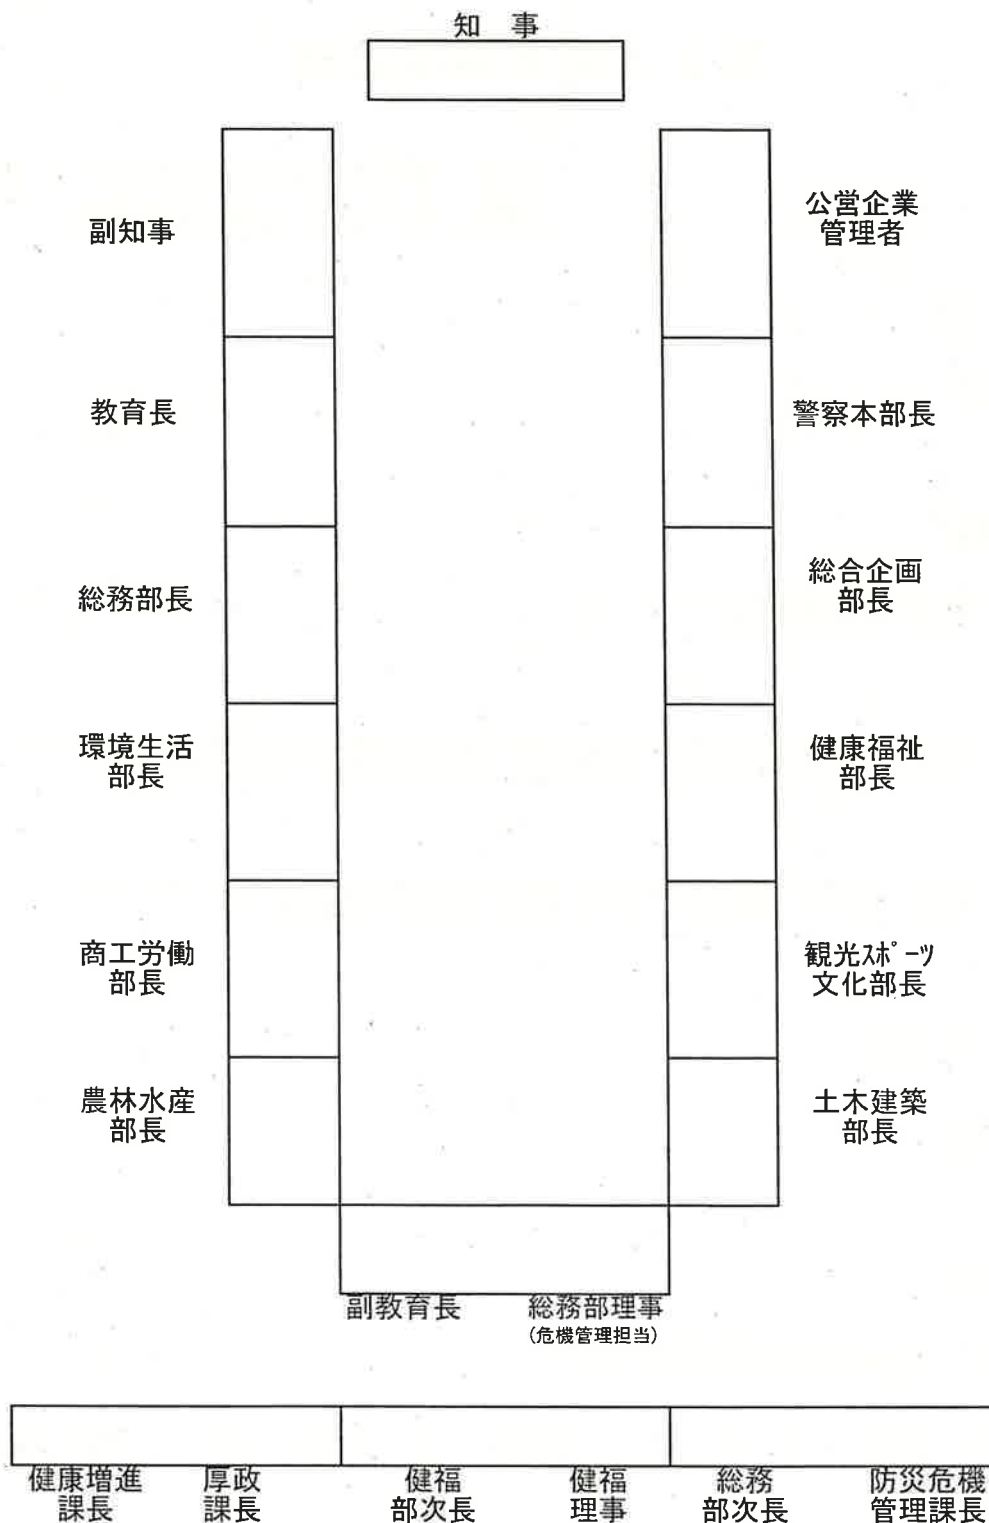 知　事
副知事
公営企業
管理者
教育長
警察本部長
総務部長
総合企画
部長
環境生活
部長
健康福祉
部長
商工労働
部長
観光ｽﾎﾟｰﾂ
文化部長
農林水産
部長
土木建築
部長
副教育長
総務部理事
(危機管理担当)
健康増進
課長
厚政
課長
健福
部次長
健福
理事
総務
部次長
防災危機
管理課長